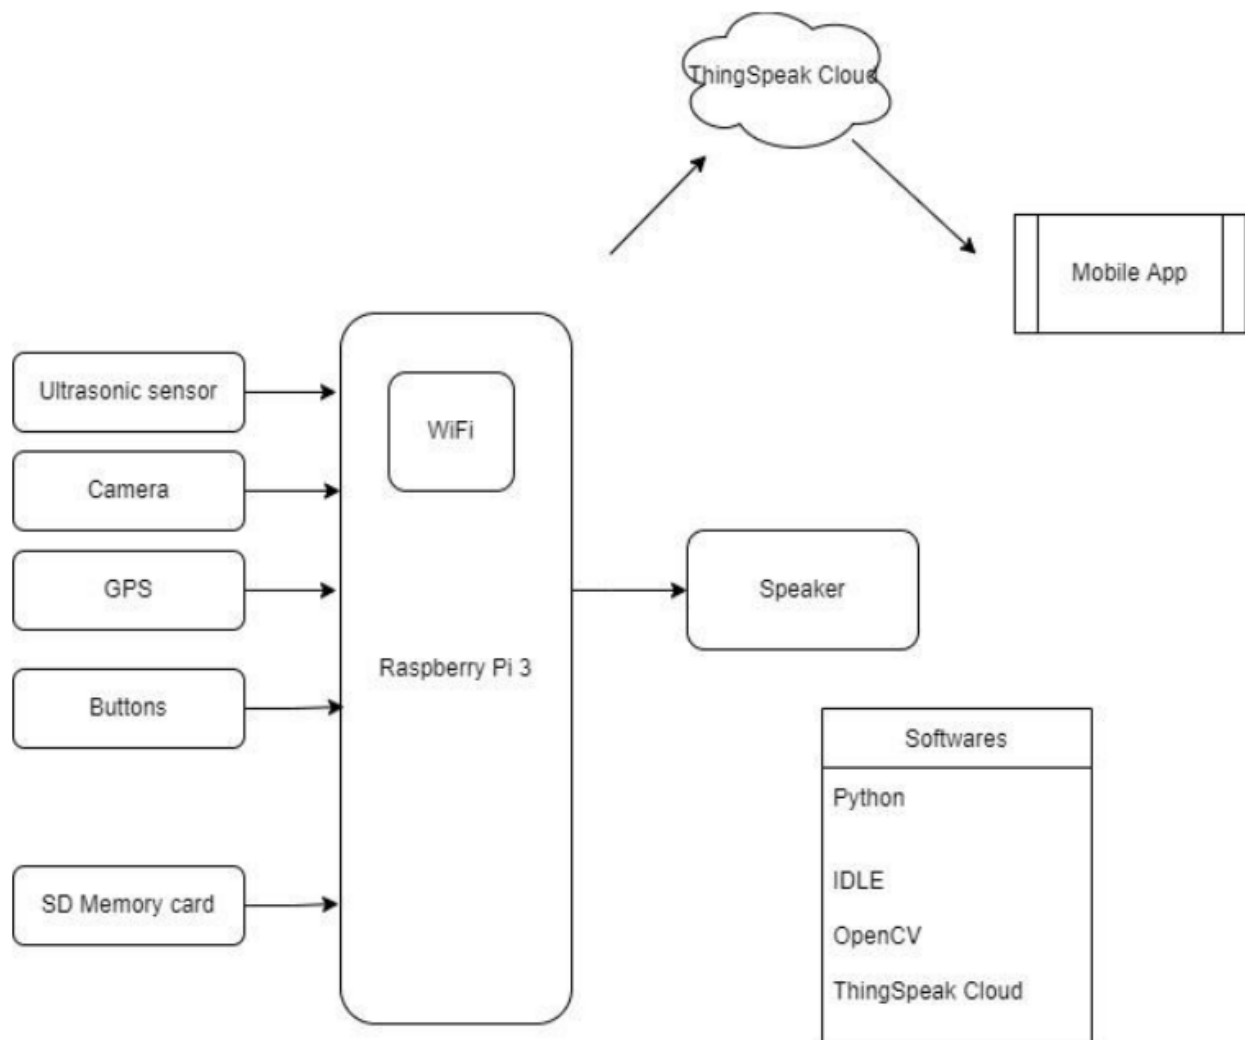 ThingSpeak Cloud
Mobile App
Ultrasonic sensor
WiFi
Camera
GPS
Speaker
Raspberry Pi 3
Buttons
Softwares
Python
IDLE
SD Memory card
OpenCV
ThingSpeak Cloud